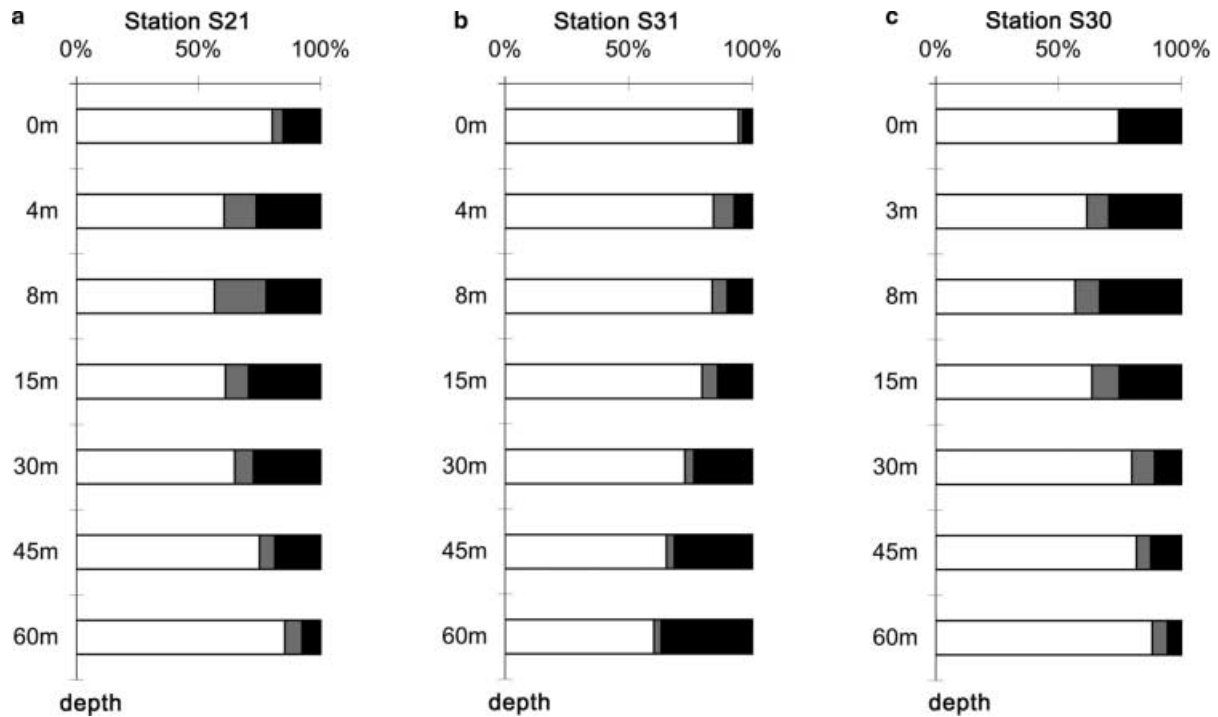 a Station S21
0% 50% 100%
0m
4m
8m
15m
30m
45m
60m
depth
b Station S31
0% 50% 100%
0m
4m
8m
15m
30m
45m
60m
depth
c Station S30
0% 50% 100%
0m
3m
8m
15m
30m
45m
60m
depth